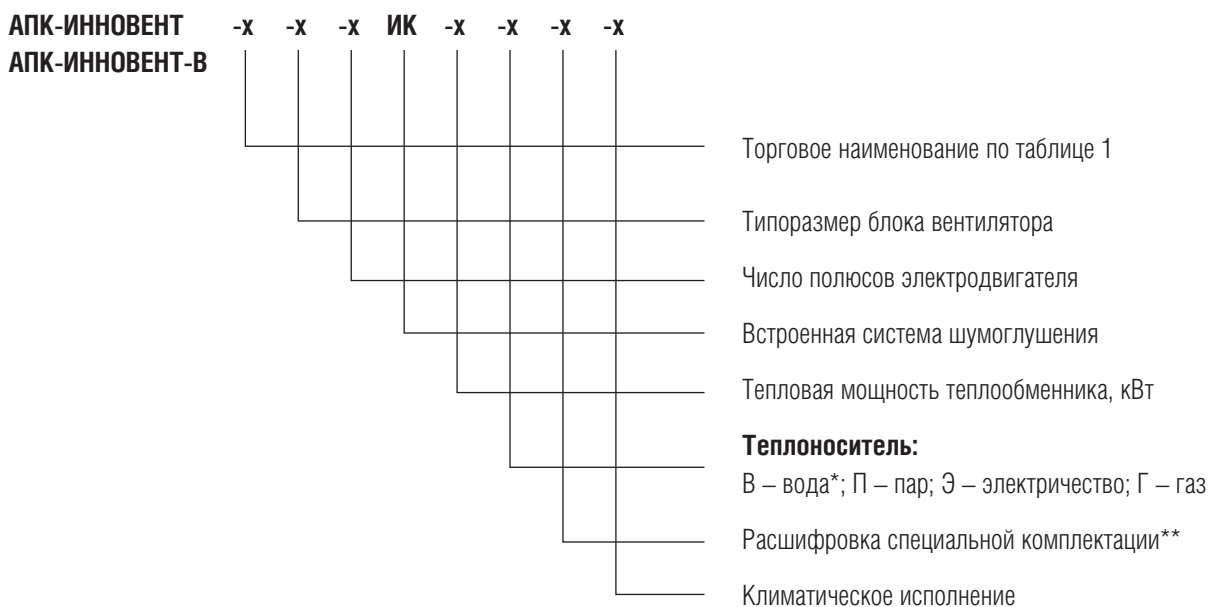 АПК-ИННОВЕНТ -х -х -х ИК -х -х -х -х
АПК-ИННОВЕНТ-В
Торговое наименование по таблице 1
Типоразмер блока вентилятора
Число полюсов электродвигателя
Встроенная система шумоглушения
Тепловая мощность теплообменника, кВт
Теплоноситель:
В – вода*; П – пар; Э – электричество; Г – газ
Расшифровка специальной комплектации**
Климатическое исполнение